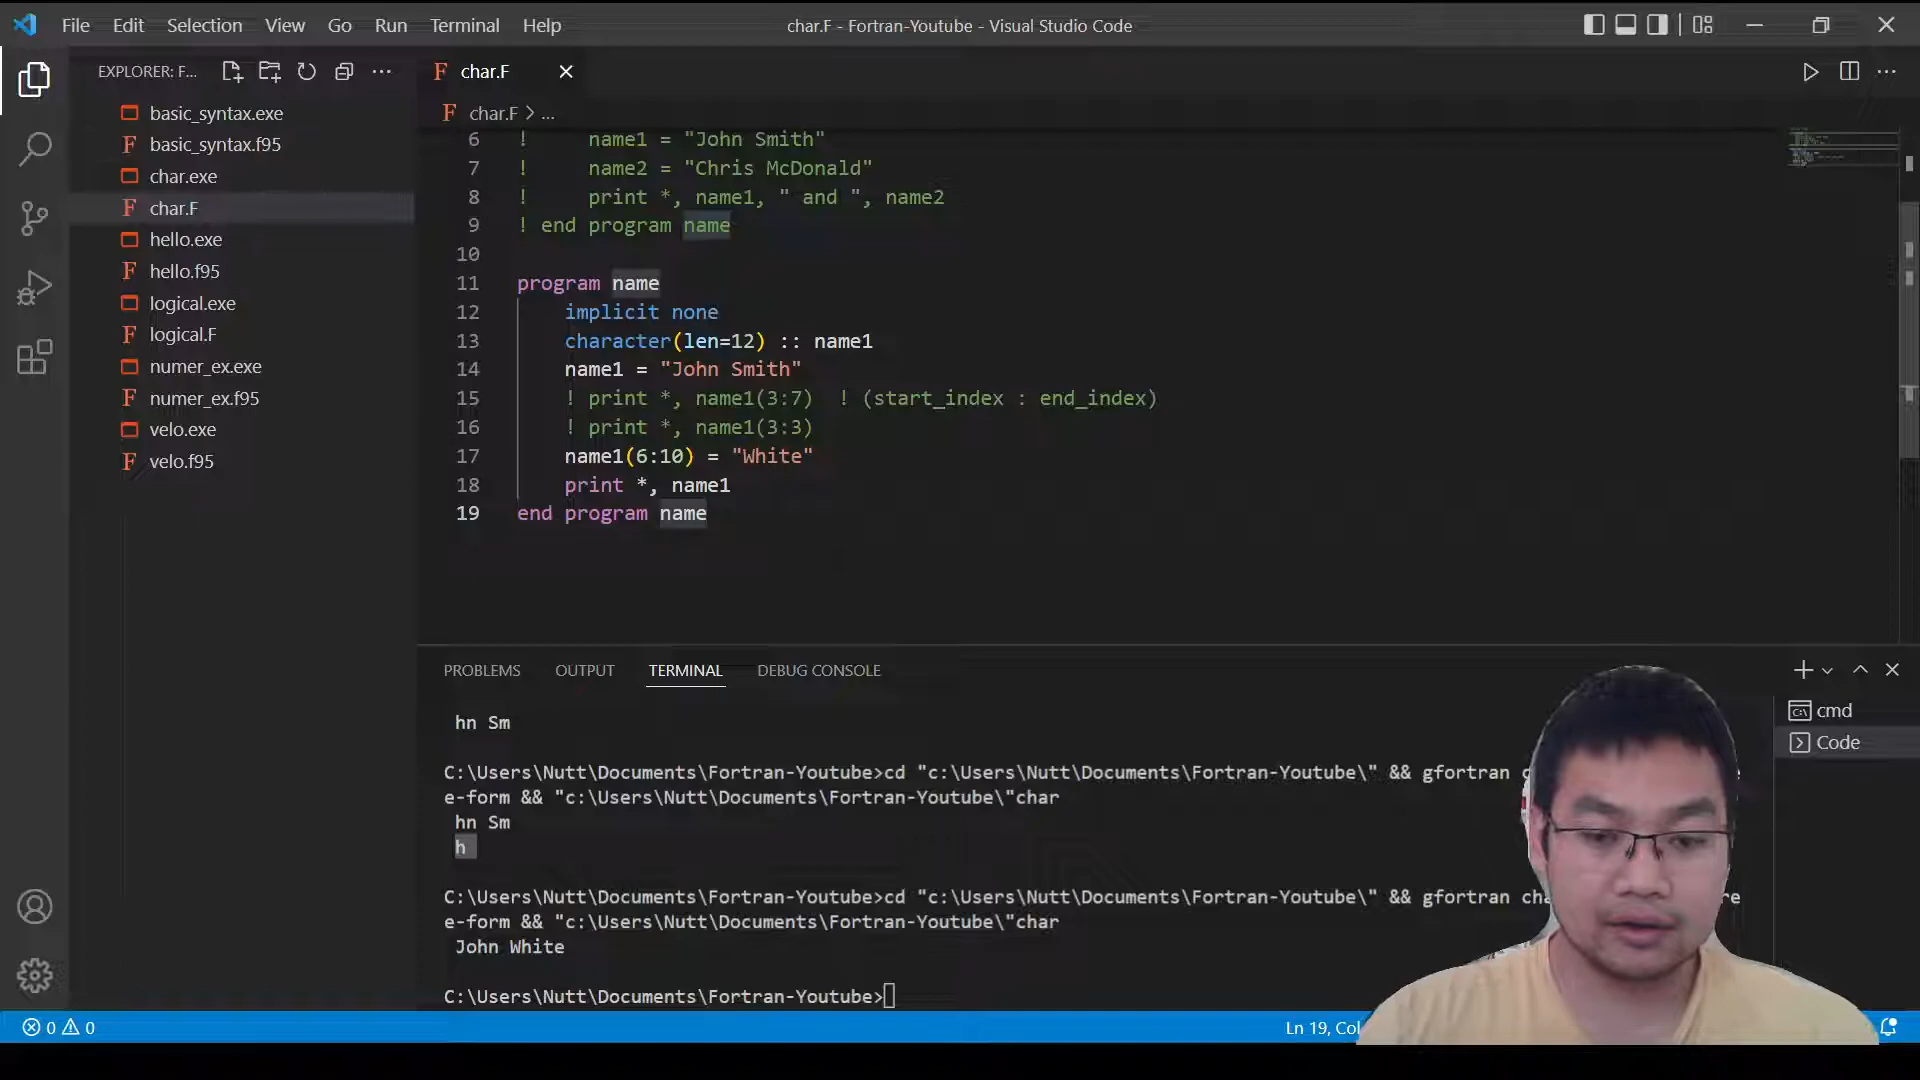 File Edit Selection View Go Run Terminal Help
char.F - Fortran-Youtube - Visual Studio Code
EXPLORER: F...
basic_syntax.exe
basic_syntax.f95
char.exe
char.F
hello.exe
hello.f95
logical.exe
logical.F
numer_ex.exe
numer_ex.f95
velo.exe
velo.f95
F char.F
F char.F > ...
6 ! name1 = "John Smith"
7 ! name2 = "Chris McDonald"
8 ! print *, name1, " and ", name2
9 ! end program name
10
11 program name
12 implicit none
13 character(len=12) :: name1
14 name1 = "John Smith"
15 ! print *, name1(3:7) ! (start_index : end_index)
16 ! print *, name1(3:3)
17 name1(6:10) = "White"
18 print *, name1
19 end program name
PROBLEMS OUTPUT TERMINAL DEBUG CONSOLE
cmd
Code
hn Sm
C:\Users\Nutt\Documents\Fortran-Youtube>cd "c:\Users\Nutt\Documents\Fortran-Youtube\" && gfortran
e-form && "c:\Users\Nutt\Documents\Fortran-Youtube\"char
hn Sm
h
C:\Users\Nutt\Documents\Fortran-Youtube>cd "c:\Users\Nutt\Documents\Fortran-Youtube\" && gfortran
e-form && "c:\Users\Nutt\Documents\Fortran-Youtube\"char
John White
C:\Users\Nutt\Documents\Fortran-Youtube>
0 0
Ln 19, Col